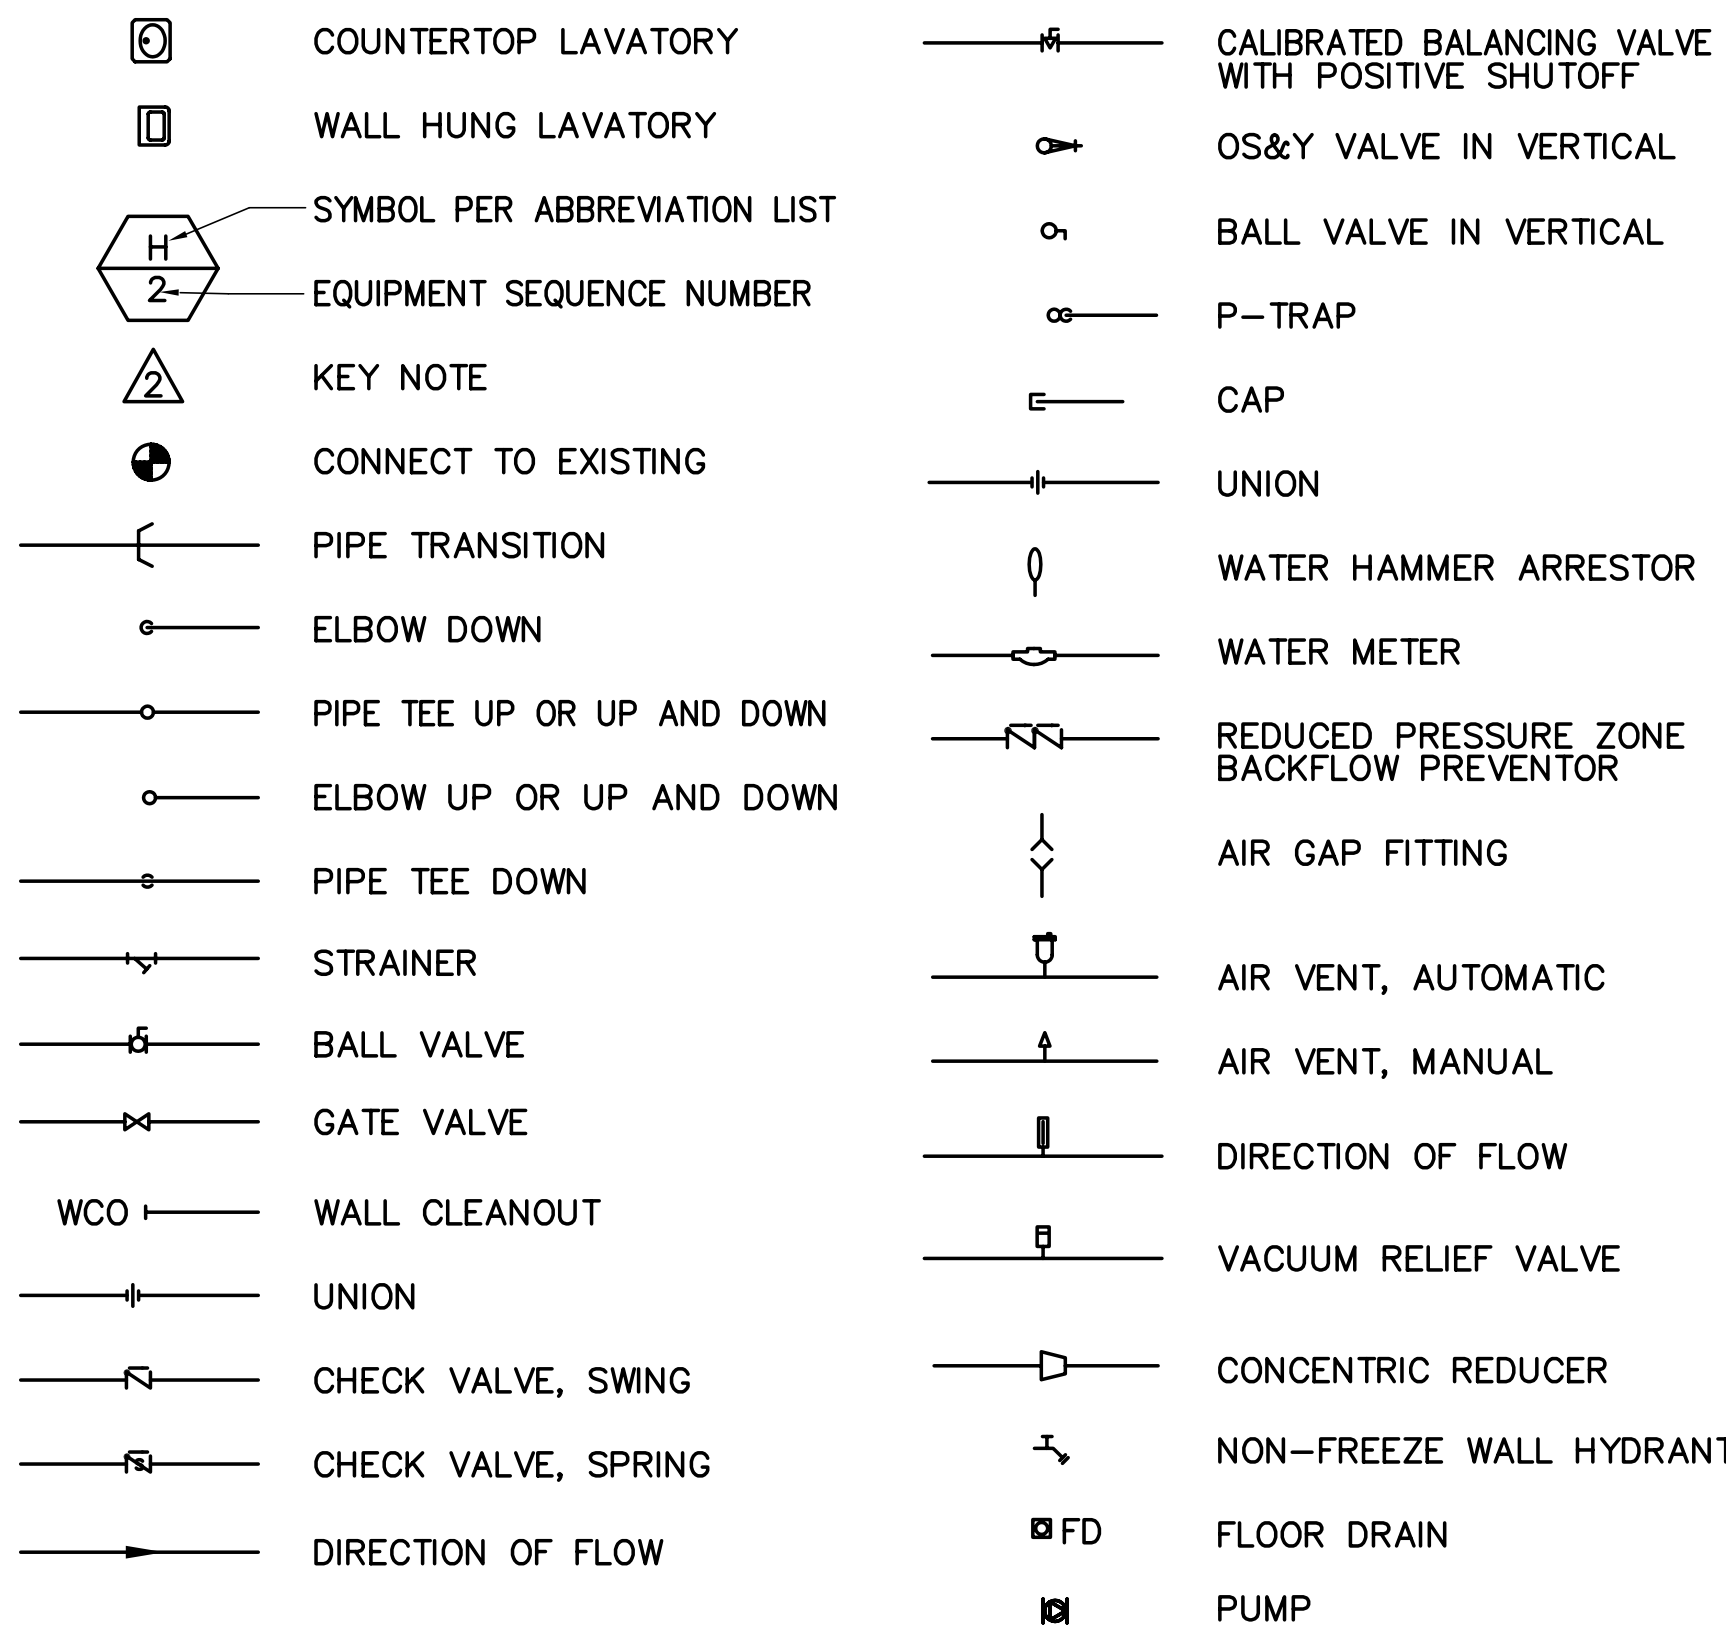 COUNTERTOP LAVATORY
WALL HUNG LAVATORY
SYMBOL PER ABBREVIATION LIST
H
2
EQUIPMENT SEQUENCE NUMBER
2
KEY NOTE
CONNECT TO EXISTING
PIPE TRANSITION
ELBOW DOWN
PIPE TEE UP OR UP AND DOWN
ELBOW UP OR UP AND DOWN
PIPE TEE DOWN
STRAINER
BALL VALVE
GATE VALVE
WCO
WALL CLEANOUT
UNION
CHECK VALVE, SWING
S
CHECK VALVE, SPRING
DIRECTION OF FLOW
CALIBRATED BALANCING VALVE
WITH POSITIVE SHUTOFF
OS&Y VALVE IN VERTICAL
BALL VALVE IN VERTICAL
P-TRAP
CAP
UNION
WATER HAMMER ARRESTOR
WATER METER
REDUCED PRESSURE ZONE
BACKFLOW PREVENTOR
AIR GAP FITTING
AIR VENT, AUTOMATIC
AIR VENT, MANUAL
DIRECTION OF FLOW
VACUUM RELIEF VALVE
CONCENTRIC REDUCER
NON-FREEZE WALL HYDRANT
FD
FLOOR DRAIN
PUMP